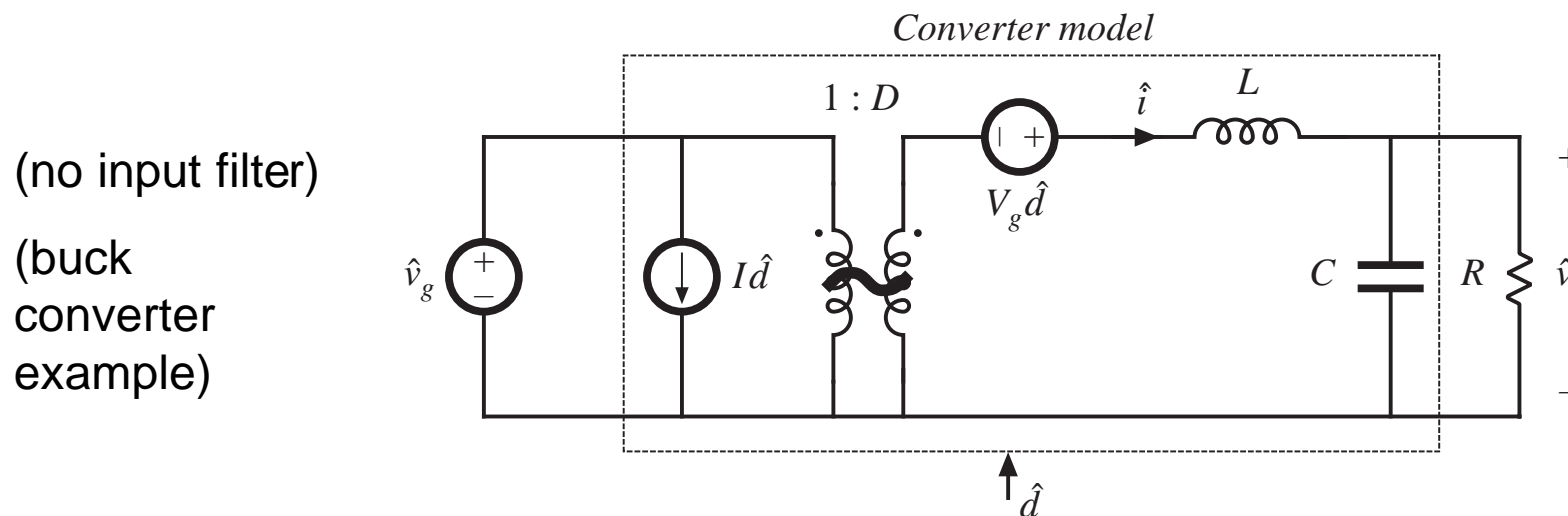 Converter model
1 : D
î
L
(no input filter)
+
– +
V_g d̂
(buck
converter
example)
v̂_g
+
–
I d̂
C
R
v̂
–
d̂